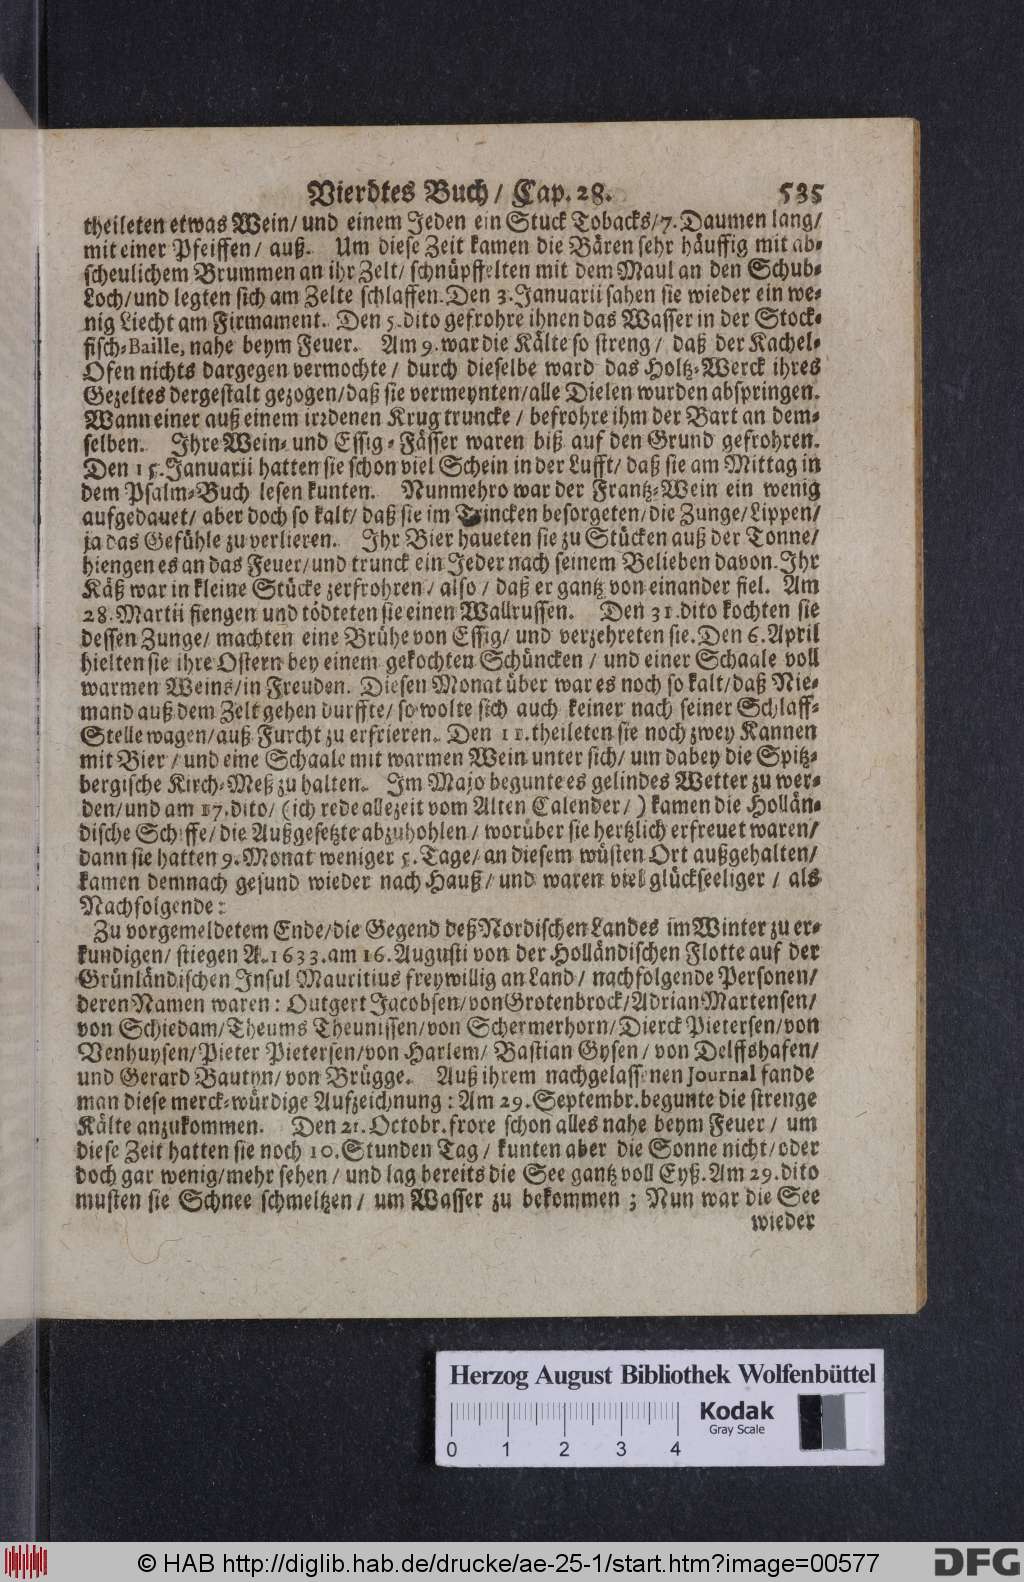 Vierdtes Buch / Cap. 28. 535
theileten etwas Wein/ und einem Jeden ein Stuck Tobacks/7. Daumen lang/
mit einer Pfeiffen / auß. Um diese Zeit kamen die Bären sehr häuffig mit ab-
scheulichem Brummen an ihr Zelt/ schnüpffelten mit dem Maul an den Schub-
Loch/und legten sich am Zelte schlaffen. Den 3. Januarii sahen sie wieder ein we-
nig Liecht am Firmament. Den 5. dito gefrohre ihnen das Wasser in der Stock-
fisch-Baille, nahe beym Feuer. Am 9. war die Kälte so streng / daß der Kachel-
Ofen nichts dargegen vermochte / durch dieselbe ward das Holtz-Werck ihres
Gezeltes dergestalt gezogen/daß sie vermeynten/alle Dielen wurden abspringen.
Wann einer auß einem irzdenen Krug truncke / befrohre ihm der Bart an dem-
selben. Ihre Wein- und Essig-Fässer waren biß auf den Grund gefrohren.
Den 15. Januarii hatten sie schon viel Schein in der Lufft/ daß sie am Mittag in
dem Psalm-Buch lesen kunten. Nunmehro war der Frantz-Wein ein wenig
aufgedauet/ aber doch so kalt/ daß sie im Trincken besorgeten/die Zunge/Lippen/
ja das Gefühle zu verlieren. Ihr Bier haueten sie zu Stücken auß der Tonne/
hiengen es an das Feuer/und trunck ein Jeder nach seinem Belieben davon. Ihr
Käß war in kleine Stücke zerfrohren / also / daß er gantz von einander fiel. Am
28. Martii fiengen und tödteten sie einen Wallrussen. Den 31. dito kochten sie
dessen Zunge/ machten eine Brühe von Essig/ und verzehreten sie. Den 6. April
hielten sie ihre Ostern bey einem gekochten Schüncken / und einer Schaale voll
warmen Weins/in Freuden. Diesen Monat über war es noch so kalt/daß Nie-
mand auß dem Zelt gehen durffte/ so wolte sich auch keiner nach seiner Schlaff-
Stelle wagen/auß Furcht zu erfrieren. Den 11. theileten sie noch zwey Kannen
mit Bier / und eine Schaale mit warmen Wein unter sich/ um dabey die Spitz-
bergische Kirch-Meß zu halten. Im Majo begunte es gelindes Wetter zu wer-
den/und am 17. dito/ (ich rede allezeit vom Alten Calender/) kamen die Hollän-
dische Schiffe/die Außgesetzte abzuhohlen / worüber sie hertzlich erfreuet waren/
dann sie hatten 9. Monat weniger 5. Tage/ an diesem wüsten Ort außgehalten/
kamen demnach gesund wieder nach Hauß/ und waren viel glückseeliger / als
Nachfolgende:
Zu vorgemeldetem Ende/die Gegend deß Nordischen Landes im Winter zu er-
kundigen/ stiegen A. 1633. am 16. Augusti von der Holländischen Flotte auf der
Grünländischen Insul Mauritius freywillig an Land / nachfolgende Personen/
deren Namen waren: Outgert Jacobsen/von Grotenbrock/Adrian Martensen/
von Schiedam/Theums Theunissen/von Schermerhorn/Dierck Pietersen/von
Venhuysen/Pieter Pietersen/von Harlem/ Bastian Gysen / von Delffshafen/
und Gerard Bautyn/ von Brügge. Auß ihrem nachgelassenen Journal fande
man diese merck-würdige Aufzeichnung: Am 29. Septembr. begunte die strenge
Kälte anzukommen. Den 21. Octobr. frore schon alles nahe beym Feuer / um
diese Zeit hatten sie noch 10. Stunden Tag / kunten aber die Sonne nicht/oder
doch gar wenig/mehr sehen / und lag bereits die See gantz voll Eyß. Am 29. dito
musten sie Schnee schmeltzen / um Wasser zu bekommen ; Nun war die See
wieder
Herzog August Bibliothek Wolfenbüttel
Kodak
Gray Scale
0 1 2 3 4
© HAB http://diglib.hab.de/drucke/ae-25-1/start.htm?image=00577
DFG